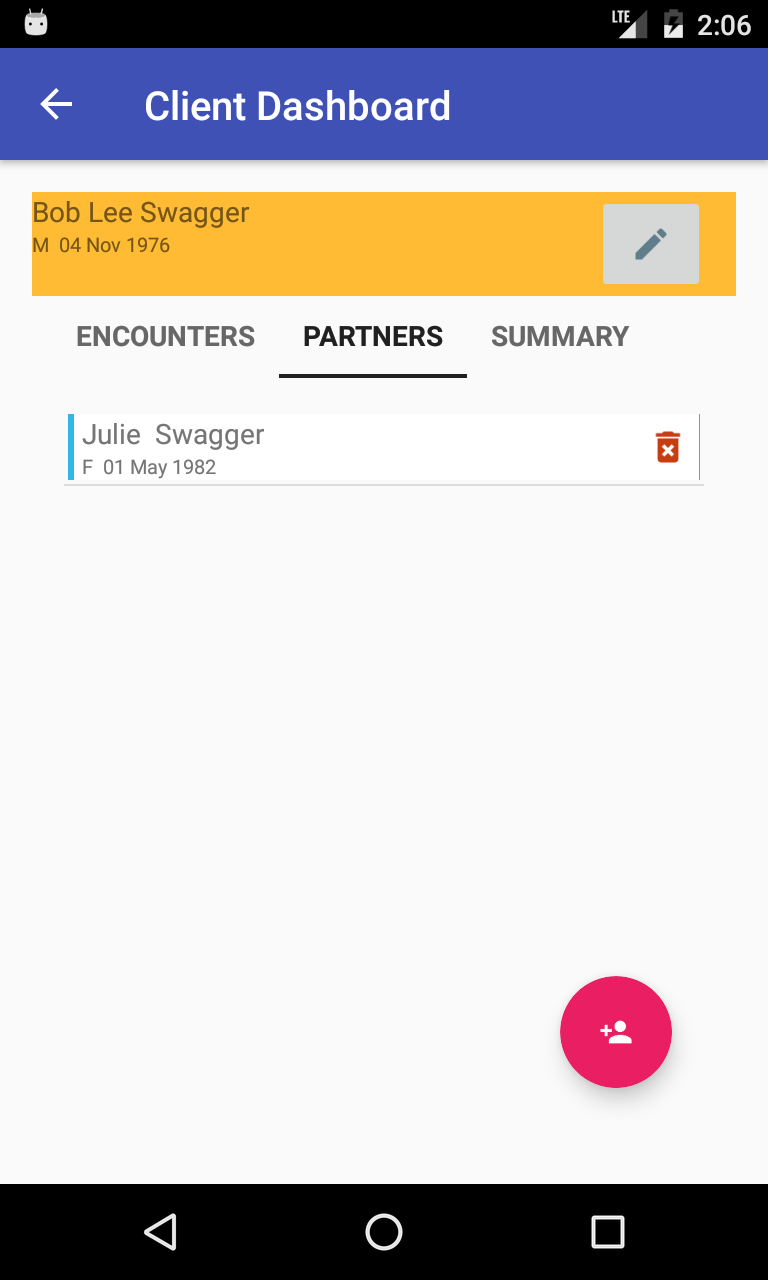 LTE 2:06
Client Dashboard
Bob Lee Swagger
M 04 Nov 1976
ENCOUNTERS PARTNERS SUMMARY
Julie Swagger
F 01 May 1982